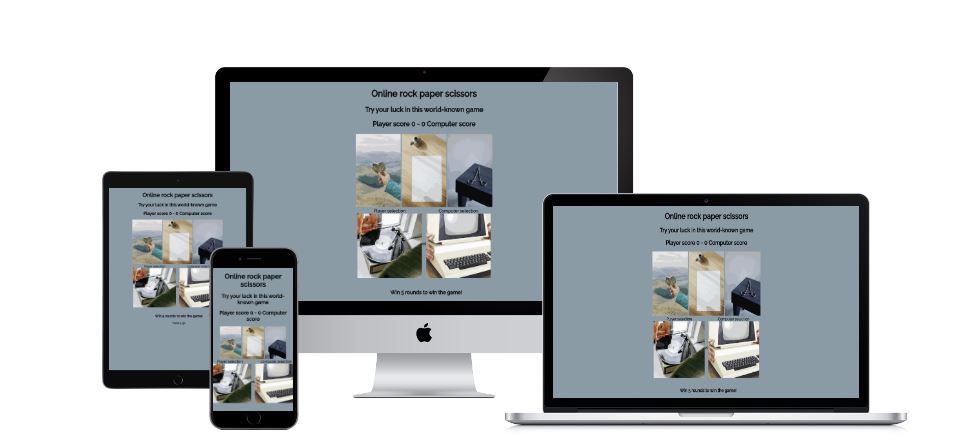 Online rock paper scissors
Try your luck in this world-known game
Player score 0 - 0 Computer score
Player selection:
Computer selection:
Win 5 rounds to win the game!
Online rock paper scissors
Try your luck in this world-known game
Player score 0 - 0 Computer score
Win 5 rounds to win the game!
Online rock paper
scissors
Try your luck in this world-
known game
Player score 0 - 0 Computer
score
Player selection:
Computer selection:
Online rock paper scissors
Try your luck in this world-known game
Player score 0 - 0 Computer score
Player selection:
Computer selection:
Win 5 rounds to win the game!